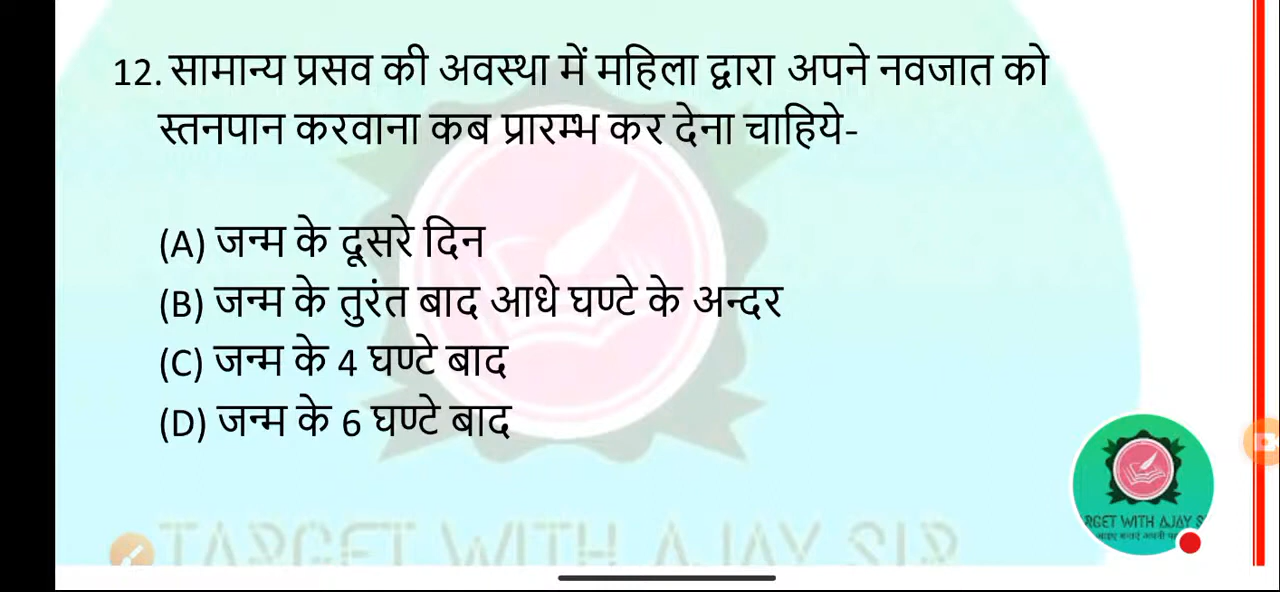 12. सामान्य प्रसव की अवस्था में महिला द्वारा अपने नवजात को
स्तनपान करवाना कब प्रारम्भ कर देना चाहिये-
(A) जन्म के दूसरे दिन
(B) जन्म के तुरंत बाद आधे घण्टे के अन्दर
(C) जन्म के 4 घण्टे बाद
(D) जन्म के 6 घण्टे बाद
RGET WITH AJAY S
TARGET WITH AJAY SIR